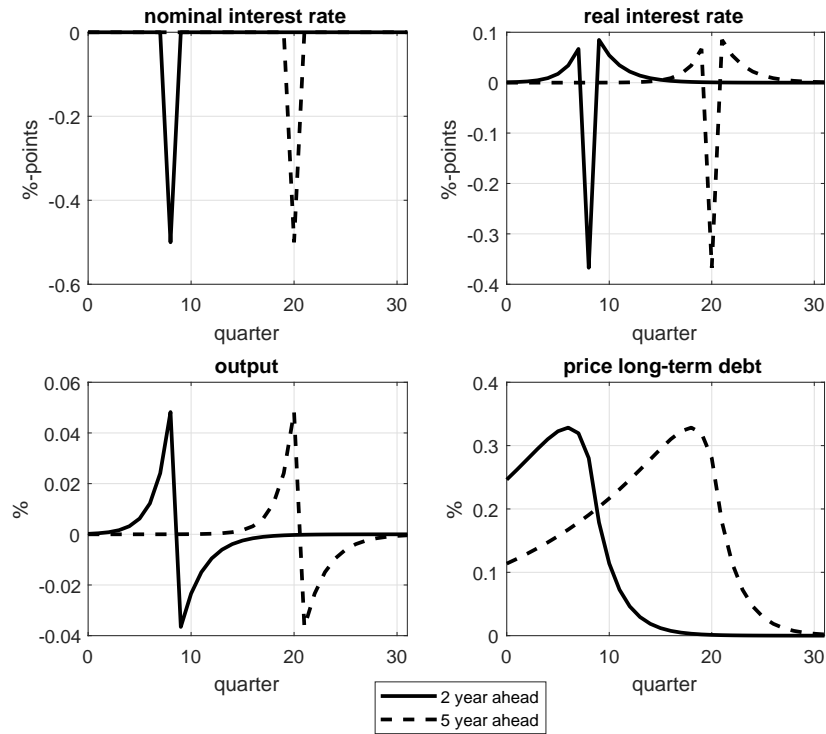 nominal interest rate
0
-0.2
-0.4
-0.6
%-points
0 10 20 30
quarter
real interest rate
0.1
0
-0.1
-0.2
-0.3
-0.4
%-points
0 10 20 30
quarter
output
0.06
0.04
0.02
0
-0.02
-0.04
%
0 10 20 30
quarter
price long-term debt
0.4
0.3
0.2
0.1
0
%
0 10 20 30
quarter
2 year ahead
5 year ahead